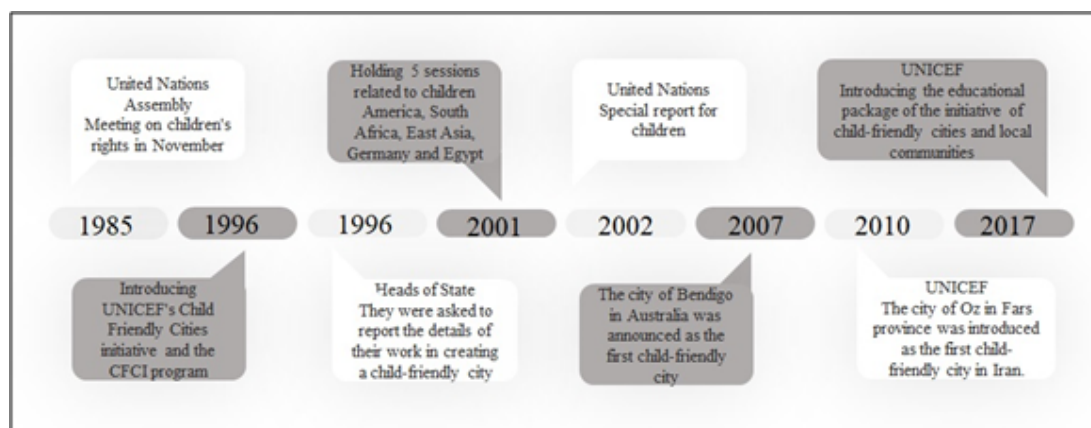 United Nations
Assembly
Meeting on children's
rights in November
Holding 5 sessions
related to children
America, South
Africa, East Asia,
Germany and Egypt
United Nations
Special report for
children
UNICEF
Introducing the educational
package of the initiative of
child-friendly cities and local
communities
1985
1996
1996
2001
2002
2007
2010
2017
Introducing
UNICEF's Child
Friendly Cities
initiative and the
CFCI program
Heads of State
They were asked to
report the details of
their work in creating
a child-friendly city
The city of Bendigo
in Australia was
announced as the
first child-friendly
city
UNICEF
The city of Oz in Fars
province was introduced
as the first child-
friendly city in Iran.